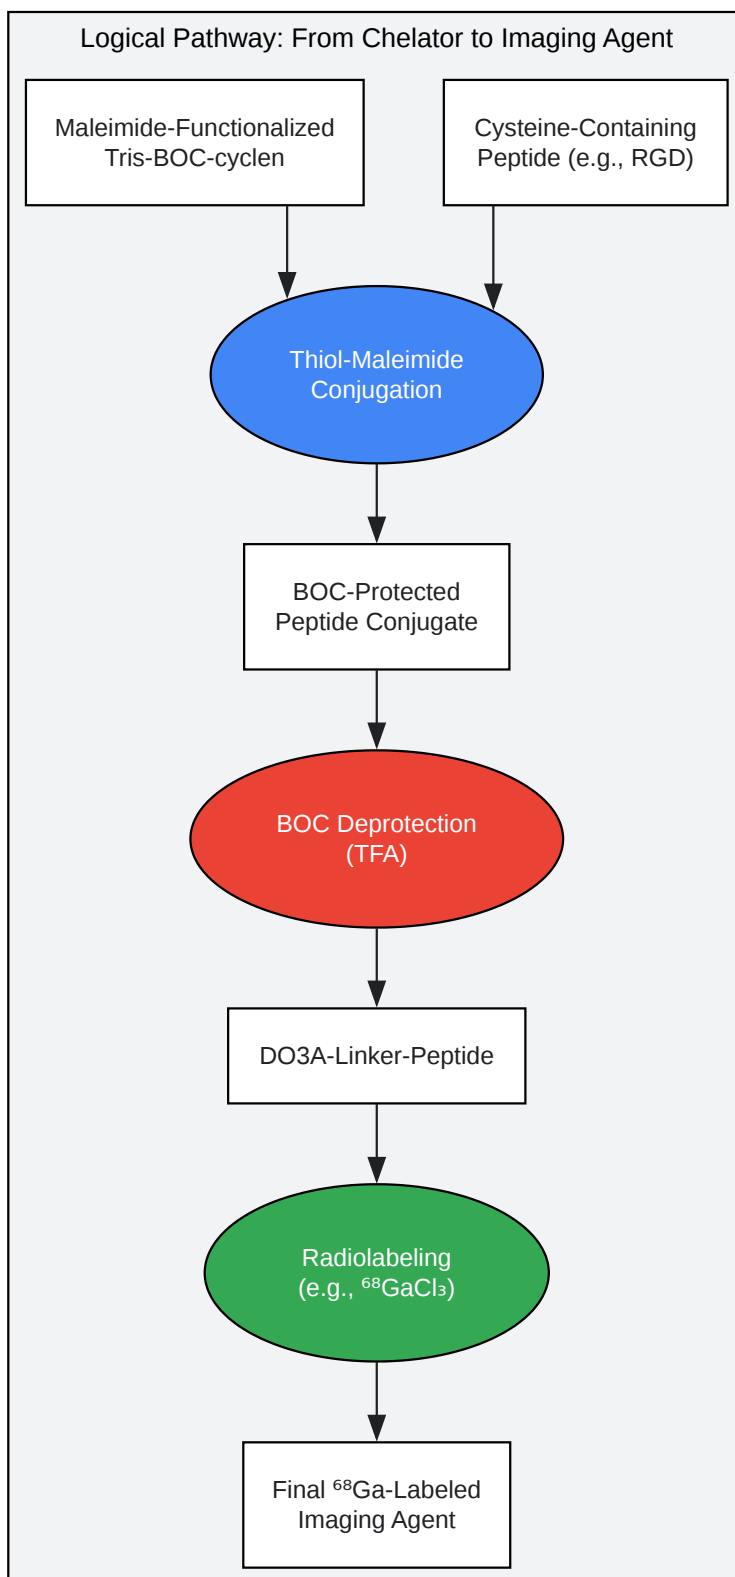 Logical Pathway: From Chelator to Imaging Agent
Maleimide-Functionalized
Tris-BOC-cyclen
Cysteine-Containing
Peptide (e.g., RGD)
Thiol-Maleimide
Conjugation
BOC-Protected
Peptide Conjugate
BOC Deprotection
(TFA)
DO3A-Linker-Peptide
Radiolabeling
(e.g., ⁶⁸GaCl₃)
Final ⁶⁸Ga-Labeled
Imaging Agent